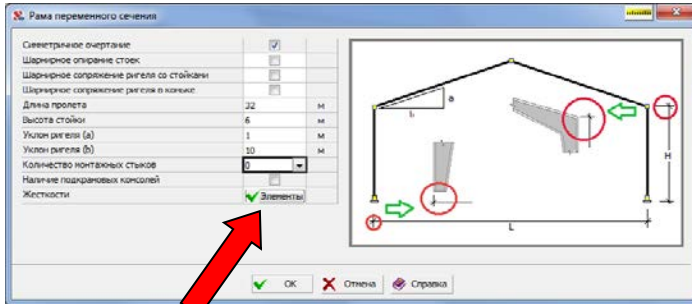 Рама переменного сечения
Симметричное очертание
Шарнирное опирание стоек
Шарнирное сопряжение ригеля со стойками
Шарнирное сопряжение ригеля в коньке
Длина пролета 32 м
Высота стойки 6 м
Уклон ригеля (a) 1 м
Уклон ригеля (b) 10 м
Количество монтажных стыков 0
Наличие подкрановых консолей
Жесткости Элементы
a
H
L
OK Отмена Справка